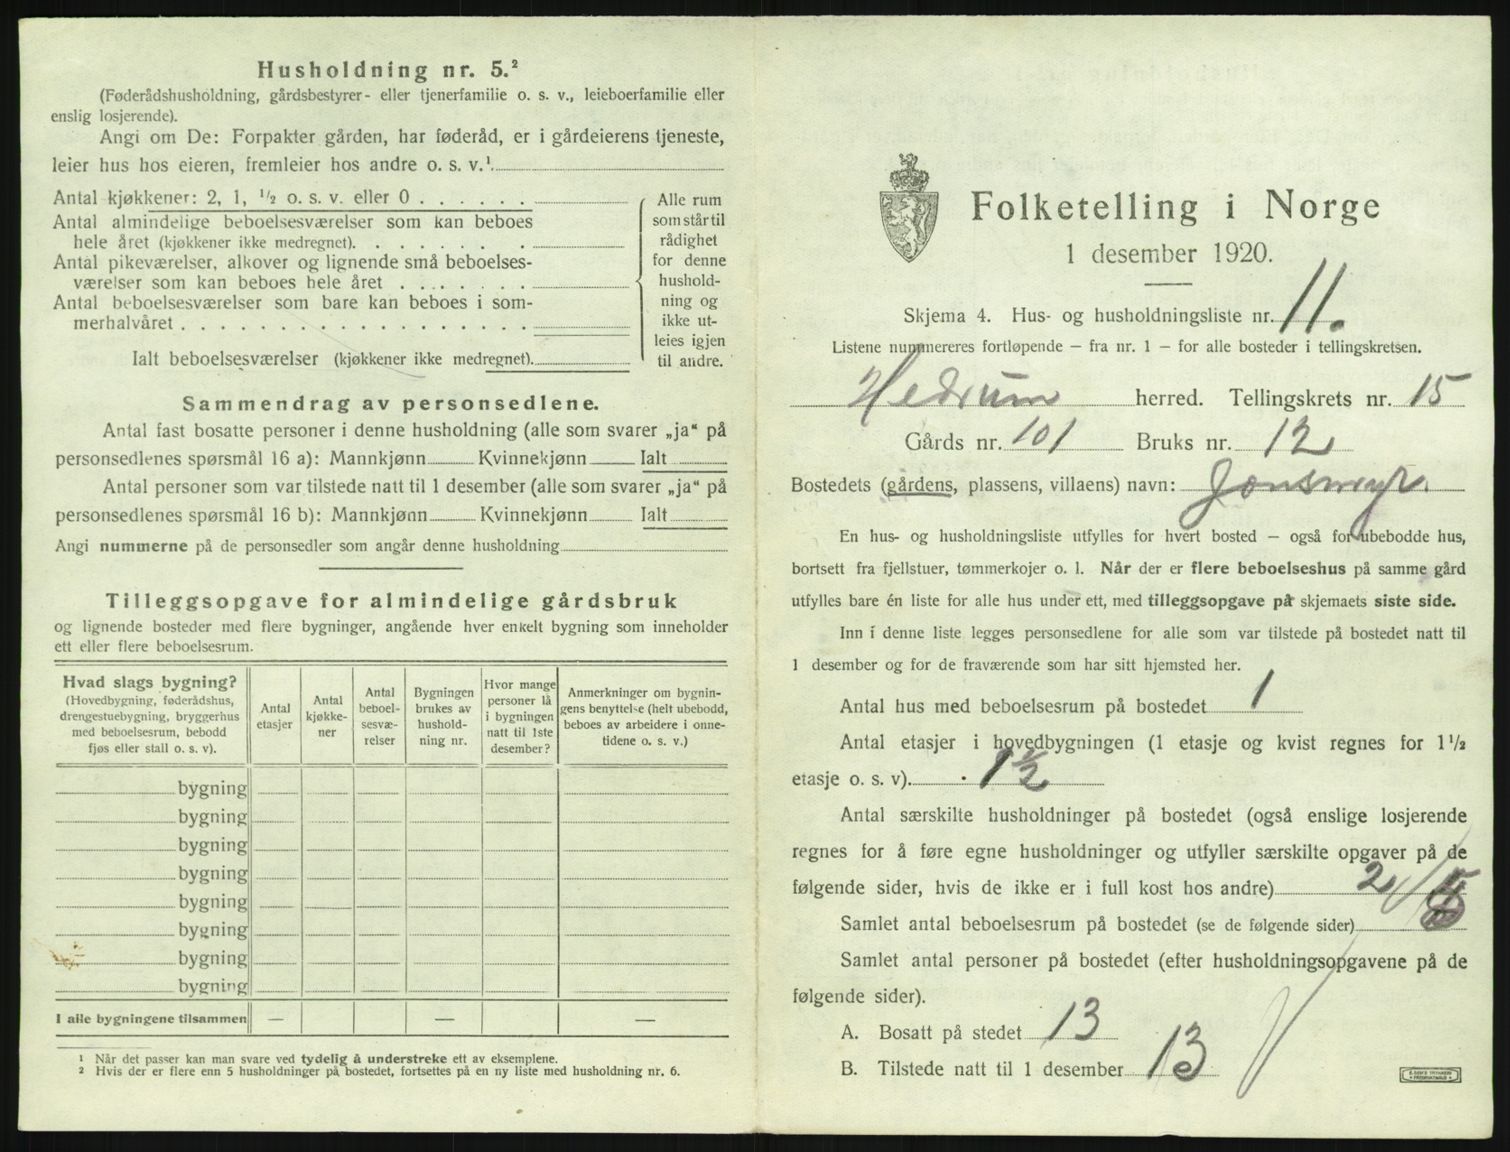 Husholdning nr. 5.²
(Føderådshusholdning, gårdsbestyrer- eller tjenerfamilie o. s. v., leieboerfamilie eller
enslig losjerende).
Angi om De: Forpakter gården, har føderåd, er i gårdeierens tjeneste,
leier hus hos eieren, fremleier hos andre o. s. v.¹
Antal kjøkkener: 2, 1, ½ o. s. v. eller 0
Antal almindelige beboelsesværelser som kan beboes
hele året (kjøkkener ikke medregnet)
Antal pikeværelser, alkover og lignende små beboelses-
værelser som kan beboes hele året
Antal beboelsesværelser som bare kan beboes i som-
merhalvåret
Ialt beboelsesværelser (kjøkkener ikke medregnet)
Alle rum
som står til
rådighet
for denne
hushold-
ning og
ikke ut-
leies igjen
til andre.
Sammendrag av personsedlene.
Antal fast bosatte personer i denne husholdning (alle som svarer „ja“ på
personsedlenes spørsmål 16 a): Mannkjønn Kvinnekjønn Ialt
Antal personer som var tilstede natt til 1 desember (alle som svarer „ja“ på
personsedlenes spørsmål 16 b): Mannkjønn Kvinnekjønn Ialt
Angi nummerne på de personsedler som angår denne husholdning
Tilleggsopgave for almindelige gårdsbruk
og lignende bosteder med flere bygninger, angående hver enkelt bygning som inneholder
ett eller flere beboelsesrum.
Hvad slags bygning?
(Hovedbygning, føderådshus,
drengestuebygning, bryggerhus
med beboelsesrum, bebodd
fjøs eller stall o. s. v).
Antal
etasjer
Antal
kjøkke-
ner
Antal
beboel-
sesvæ-
relser
Bygningen
brukes av
hushold-
ning nr.
Hvor mange
personer lå
i bygningen
natt til 1ste
desember?
Anmerkninger om bygnin-
gens benyttelse (helt ubebodd,
beboes av arbeidere i onne-
tidene o. s. v.)
bygning
bygning
bygning
bygning
bygning
bygning
bygning
bygning
I alle bygningene tilsammen — — —
¹ Når det passer kan man svare ved tydelig å understreke ett av eksemplene.
² Hvis der er flere enn 5 husholdninger på bostedet, fortsettes på en ny liste med husholdning nr. 6.
Folketelling i Norge
1 desember 1920.
Skjema 4. Hus- og husholdningsliste nr. 11.
Listene nummereres fortløpende — fra nr. 1 — for alle bosteder i tellingskretsen.
Hedrum herred. Tellingskrets nr. 15
Gårds nr. 101 Bruks nr. 12
Bostedets (gårdens, plassens, villaens) navn: Jonsmyr.
En hus- og husholdningsliste utfylles for hvert bosted — også for ubebodde hus,
bortsett fra fjellstuer, tømmerkojer o. l. Når der er flere beboelseshus på samme gård
utfylles bare én liste for alle hus under ett, med tilleggsopgave på skjemaets siste side.
Inn i denne liste legges personsedlene for alle som var tilstede på bostedet natt til
1 desember og for de fraværende som har sitt hjemsted her.
Antal hus med beboelsesrum på bostedet 1
Antal etasjer i hovedbygningen (1 etasje og kvist regnes for 1½
etasje o. s. v). 1½
Antal særskilte husholdninger på bostedet (også enslige losjerende
regnes for å føre egne husholdninger og utfyller særskilte opgaver på de
følgende sider, hvis de ikke er i full kost hos andre) 2
Samlet antal beboelsesrum på bostedet (se de følgende sider)
Samlet antal personer på bostedet (efter husholdningsopgavene på de
følgende sider).
A. Bosatt på stedet 13
B. Tilstede natt til 1 desember 13